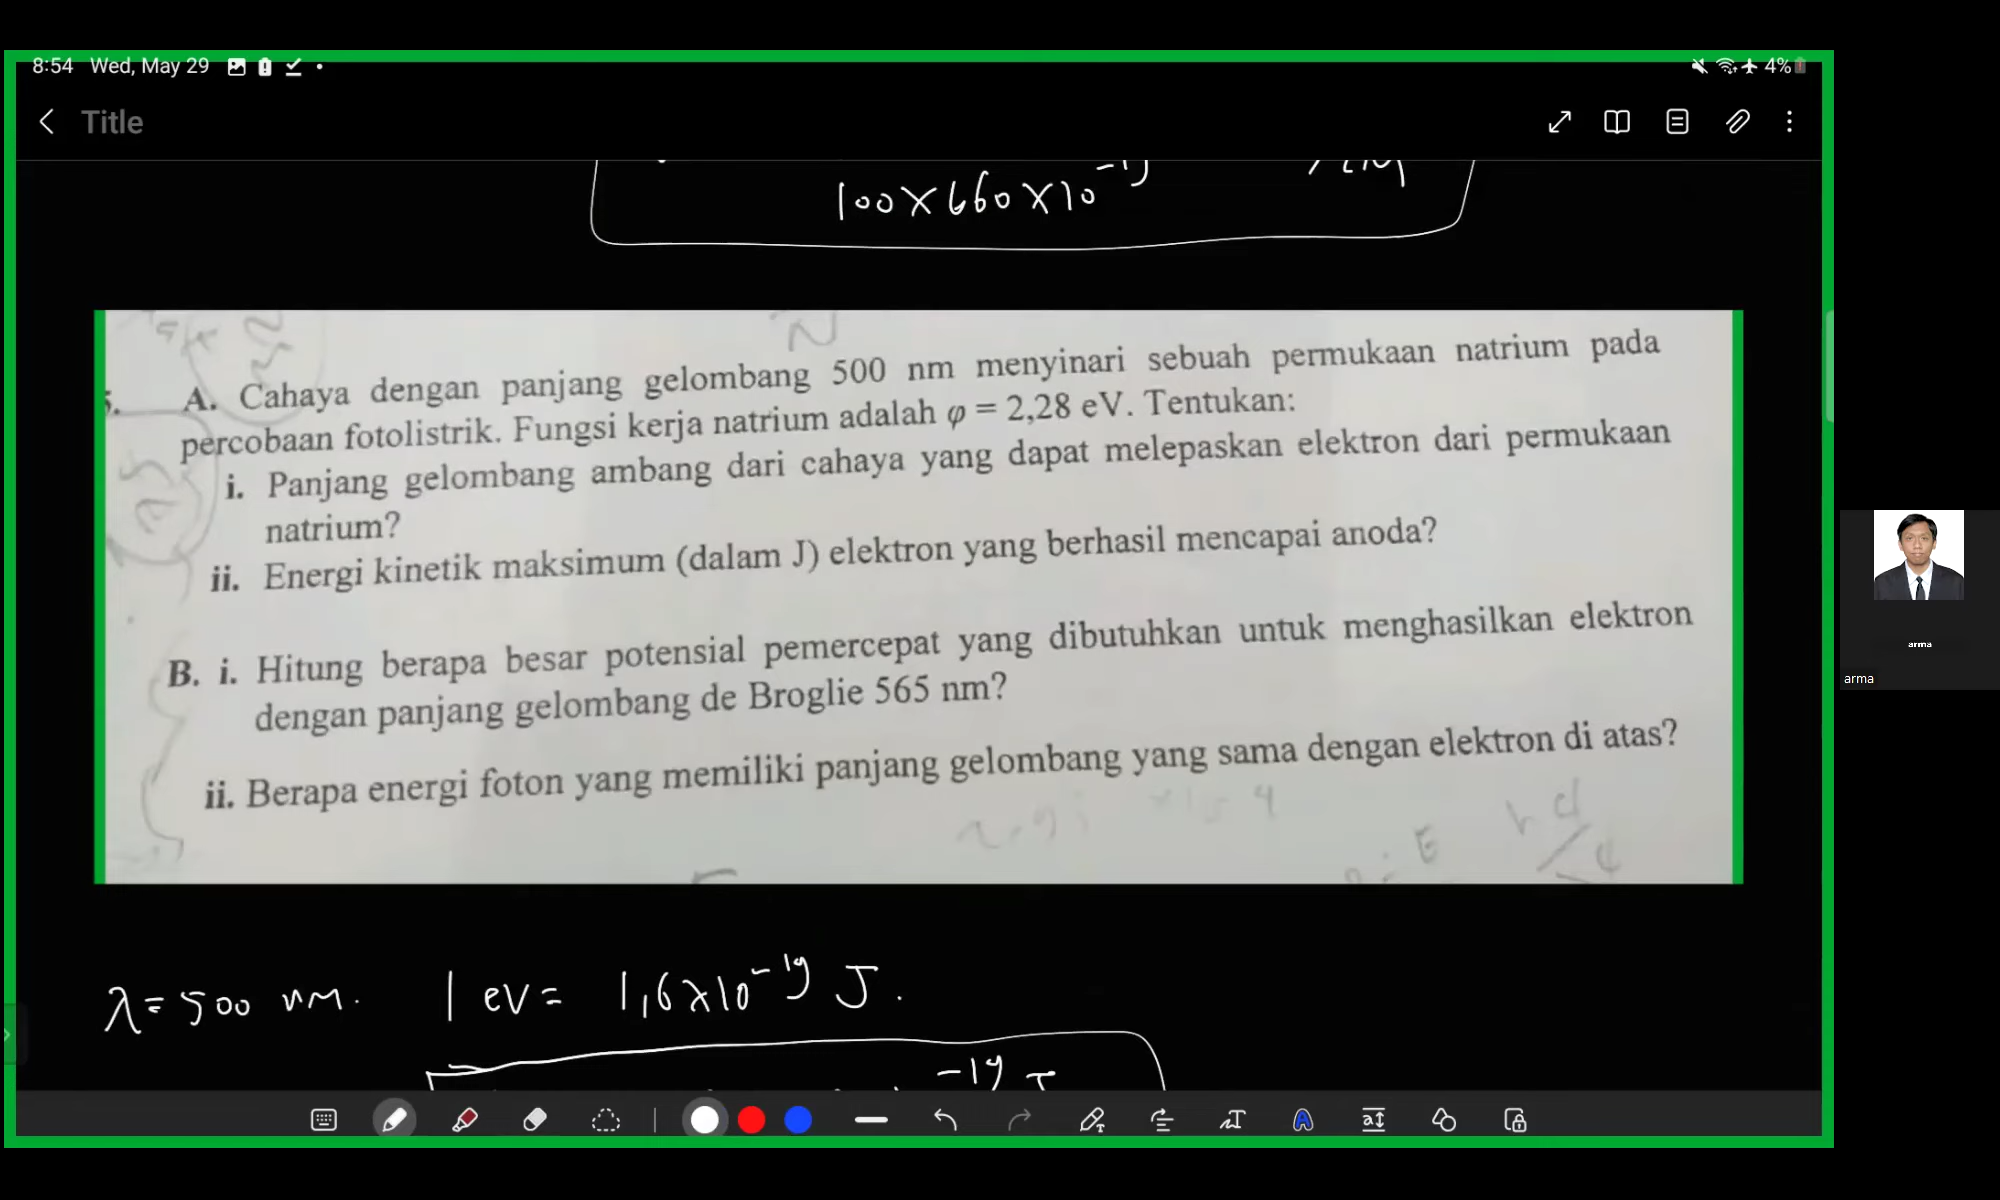 8:54 Wed, May 29
4%
Title
100×660×10
5. A. Cahaya dengan panjang gelombang 500 nm menyinari sebuah permukaan natrium pada
percobaan fotolistrik. Fungsi kerja natrium adalah φ = 2,28 eV. Tentukan:
i. Panjang gelombang ambang dari cahaya yang dapat melepaskan elektron dari permukaan
natrium?
ii. Energi kinetik maksimum (dalam J) elektron yang berhasil mencapai anoda?
B. i. Hitung berapa besar potensial pemercepat yang dibutuhkan untuk menghasilkan elektron
dengan panjang gelombang de Broglie 565 nm?
ii. Berapa energi foton yang memiliki panjang gelombang yang sama dengan elektron di atas?
λ = 500 nm. 1 eV = 1,6×10⁻¹⁹ J.
-19 J
arma
arma